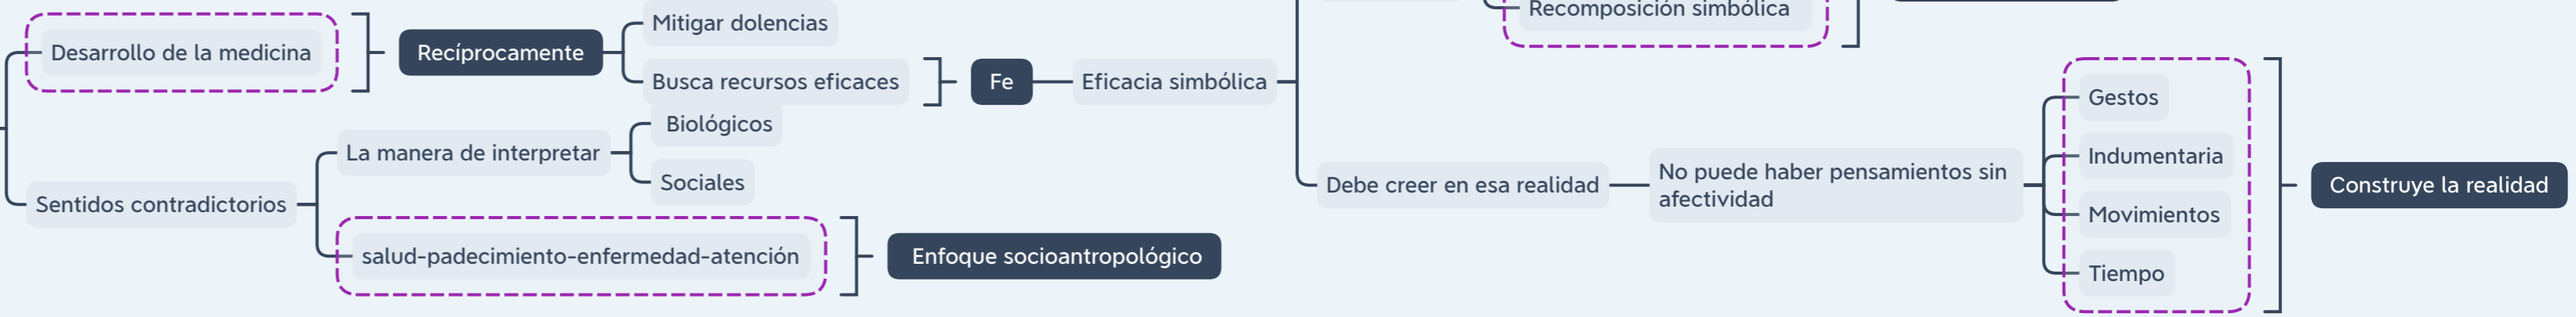 Desarrollo de la medicina
Recíprocamente
Mitigar dolencias
Busca recursos eficaces
Fe
Eficacia simbólica
Recomposición simbólica
Sentidos contradictorios
La manera de interpretar
Biológicos
Sociales
salud-padecimiento-enfermedad-atención
Enfoque socioantropológico
Debe creer en esa realidad
No puede haber pensamientos sin
afectividad
Gestos
Indumentaria
Movimientos
Tiempo
Construye la realidad